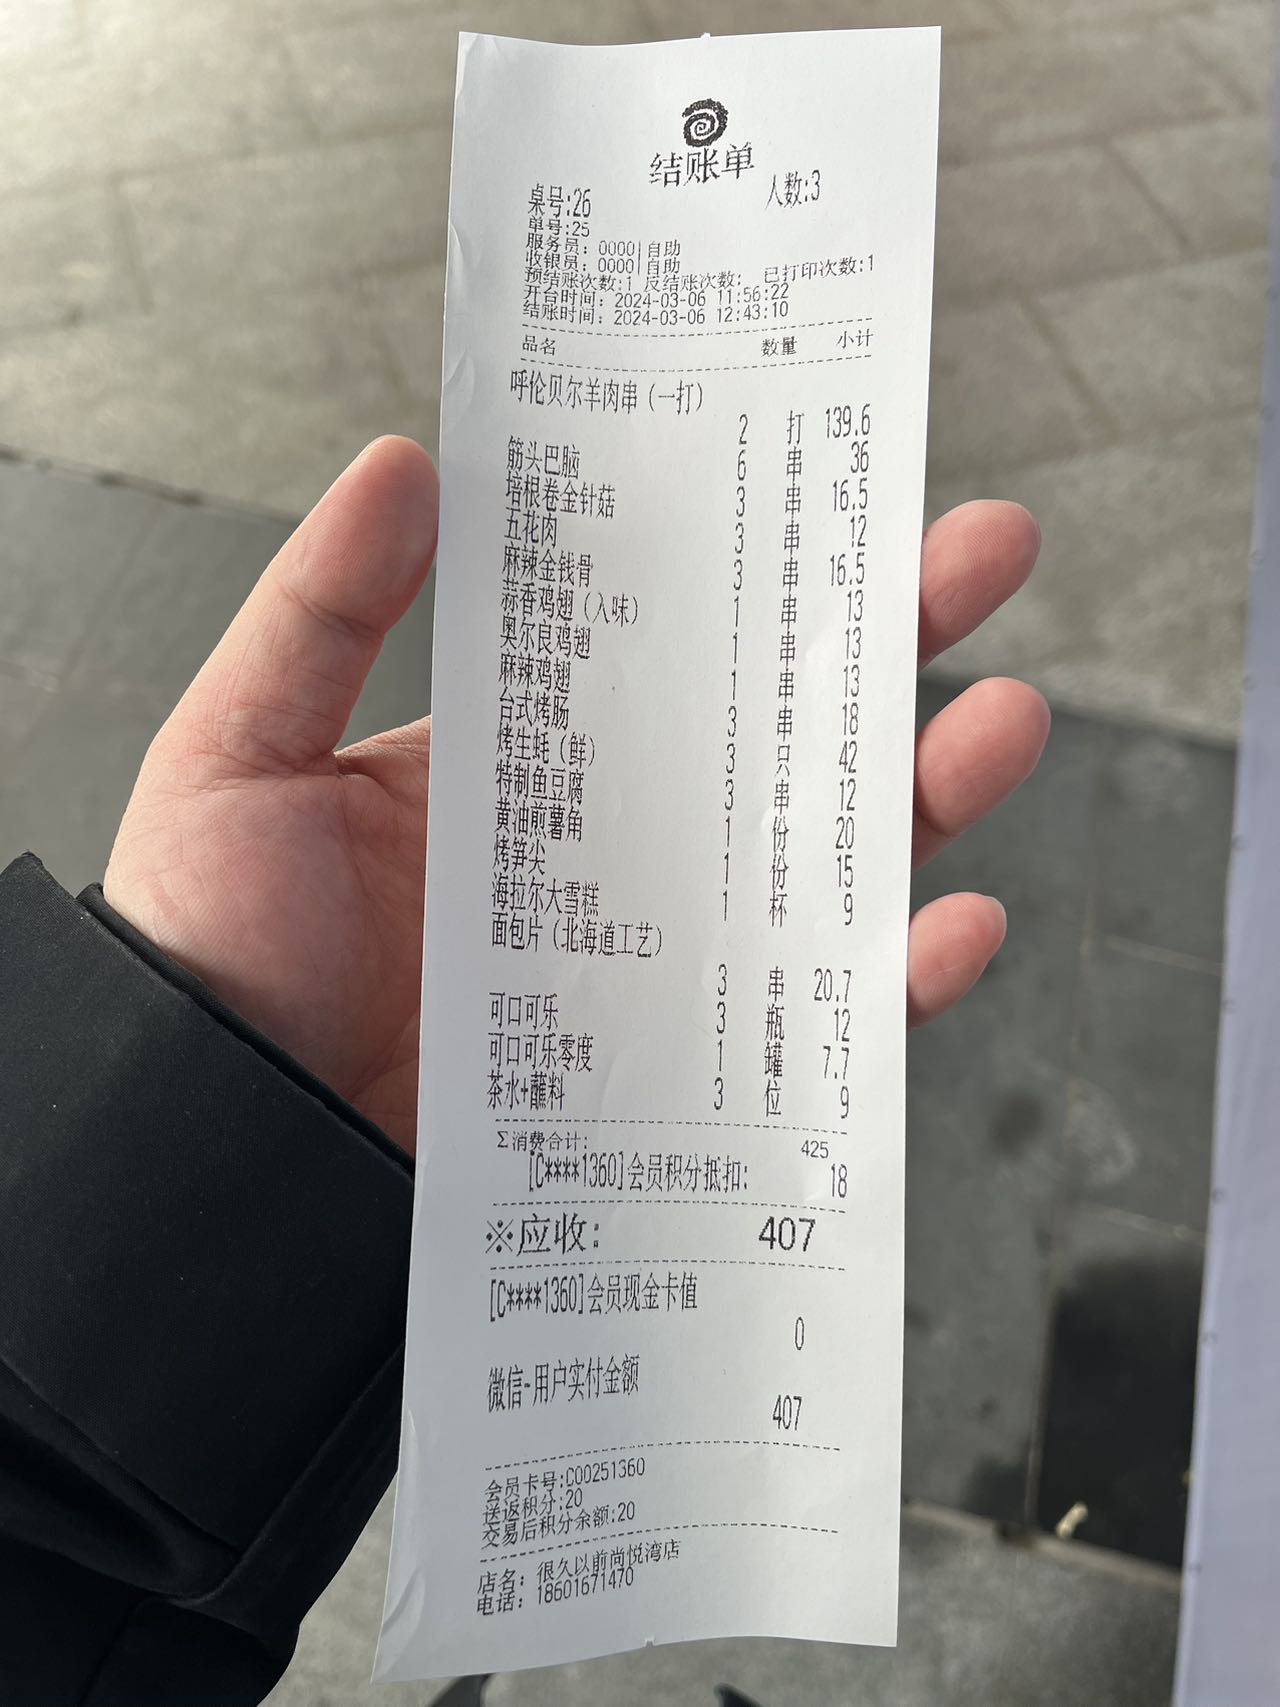 结账单
桌号:26 人数:3
单号:25
服务员: 0000|自助
收银员: 0000|自助
预结账次数:1 反结账次数: 已打印次数:1
开台时间: 2024-03-06 11:56:22
结账时间: 2024-03-06 12:43:10
品名 数量 小计
呼伦贝尔羊肉串(一打)
2 打 139.6
筋头巴脑 6 串 36
培根卷金针菇 3 串 16.5
五花肉 3 串 12
麻辣金钱骨 3 串 16.5
蒜香鸡翅(入味) 1 串 13
奥尔良鸡翅 1 串 13
麻辣鸡翅 1 串 13
台式烤肠 3 串 18
烤生蚝(鲜) 3 只 42
特制鱼豆腐 3 串 12
黄油煎薯角 1 份 20
烤笋尖 1 份 15
海拉尔大雪糕 1 杯 9
面包片(北海道工艺)
3 串 20.7
可口可乐 3 瓶 12
可口可乐零度 1 罐 7.7
茶水+蘸料 3 位 9
Σ消费合计: 425
[C****1360]会员积分抵扣: 18
※应收: 407
[C****1360]会员现金卡值
0
微信-用户实付金额
407
会员卡号:C00251360
送返积分:20
交易后积分余额:20
店名: 很久以前尚悦湾店
电话: 18601671470